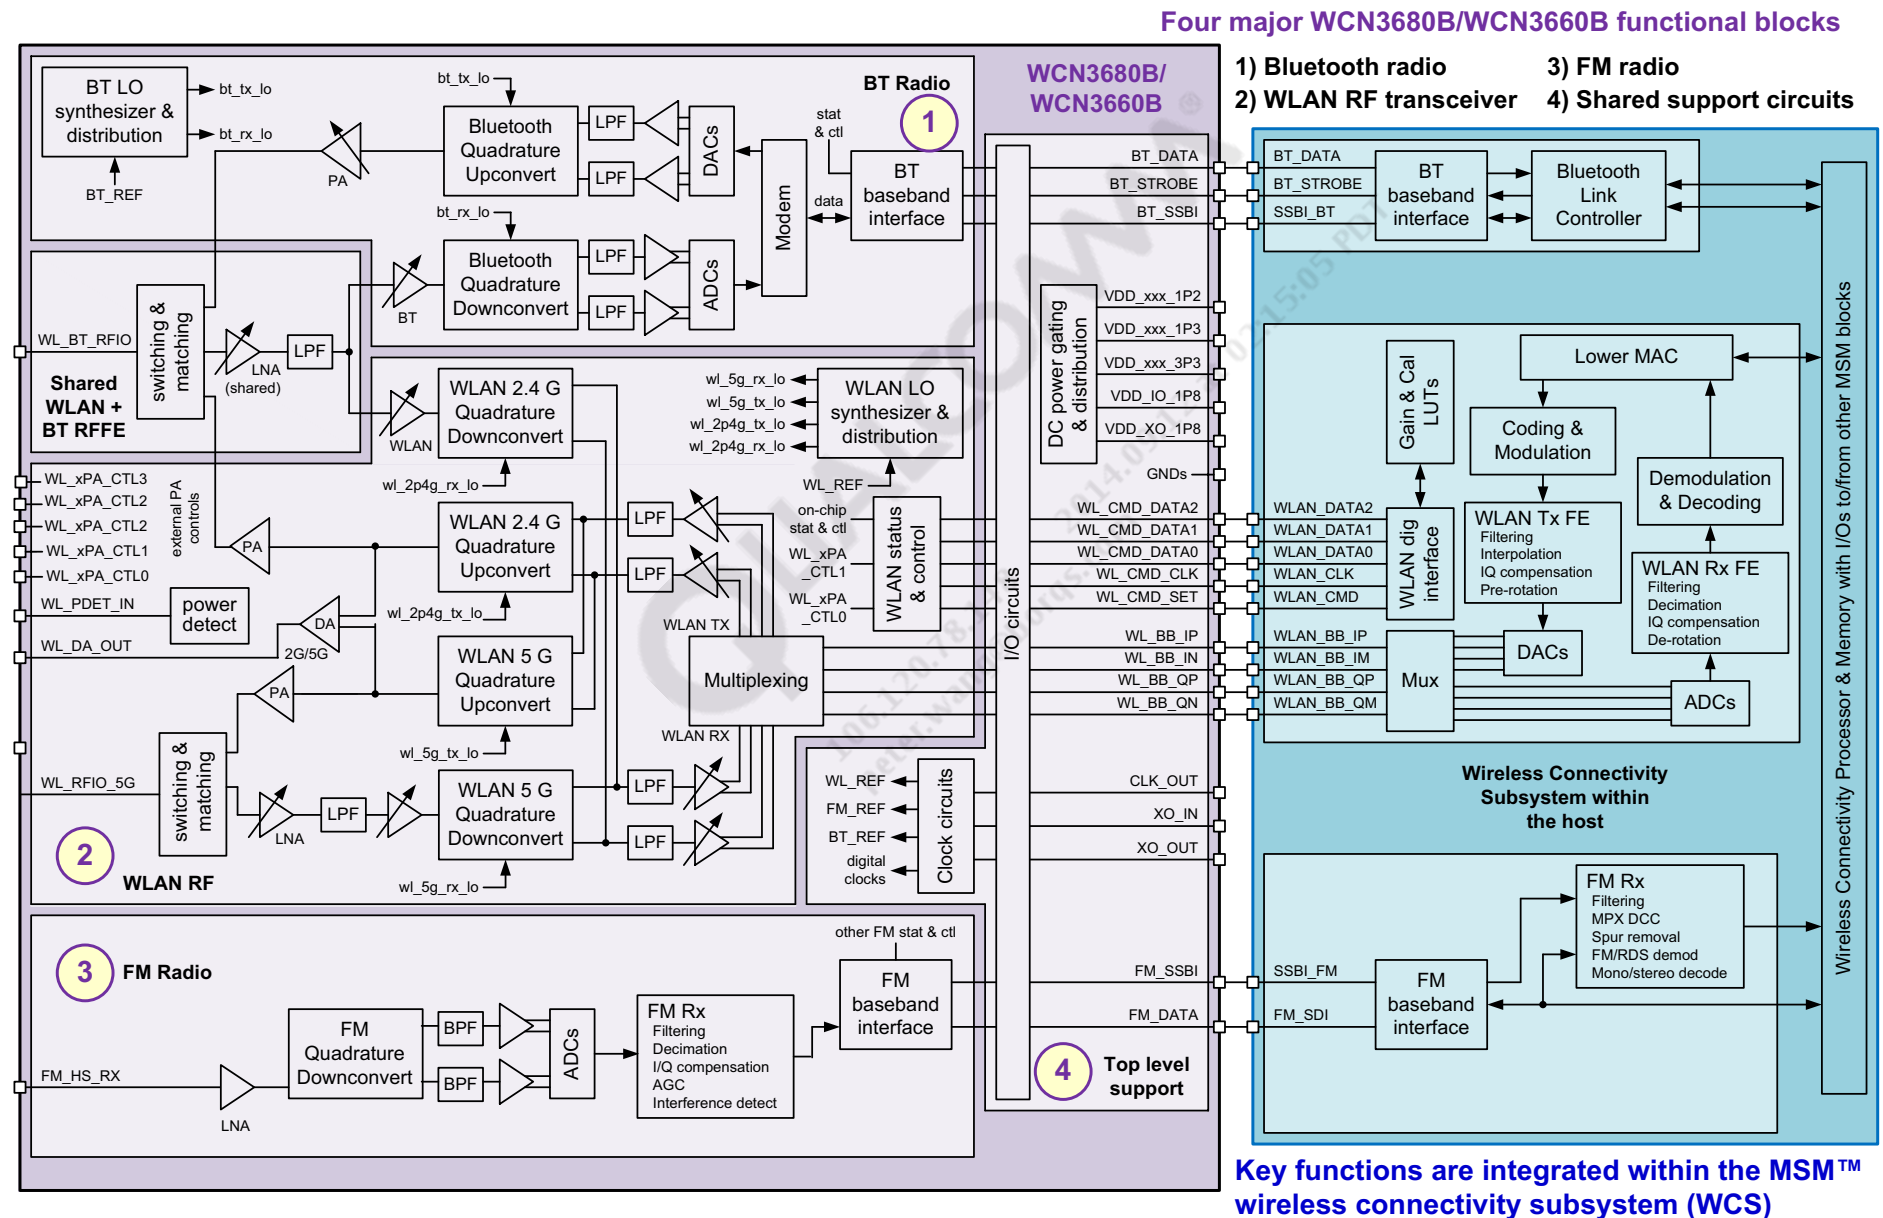 Four major WCN3680B/WCN3660B functional blocks
1) Bluetooth radio
3) FM radio
2) WLAN RF transceiver
4) Shared support circuits
WCN3680B/
WCN3660B
BT Radio
1
BT LO
synthesizer &
distribution
bt_tx_lo
bt_rx_lo
BT_REF
PA
bt_tx_lo
Bluetooth
Quadrature
Upconvert
LPF
LPF
DACs
bt_rx_lo
Bluetooth
Quadrature
Downconvert
LPF
LPF
ADCs
Modem
stat
& ctl
data
BT
baseband
interface
BT
WL_BT_RFIO
switching &
matching
LNA
(shared)
LPF
Shared
WLAN +
BT RFFE
WLAN
WLAN 2.4 G
Quadrature
Downconvert
wl_2p4g_rx_lo
wl_5g_rx_lo
wl_5g_tx_lo
wl_2p4g_tx_lo
wl_2p4g_rx_lo
WLAN LO
synthesizer &
distribution
WL_REF
WL_xPA_CTL3
WL_xPA_CTL2
WL_xPA_CTL2
WL_xPA_CTL1
WL_xPA_CTL0
external PA
controls
PA
WLAN 2.4 G
Quadrature
Upconvert
wl_2p4g_tx_lo
LPF
LPF
WLAN TX
on-chip
stat & ctl
WL_xPA
_CTL1
WL_xPA
_CTL0
WLAN status
& control
WL_PDET_IN
power
detect
DA
2G/5G
WL_DA_OUT
PA
WLAN 5 G
Quadrature
Upconvert
wl_5g_tx_lo
Multiplexing
WLAN RX
WL_RFIO_5G
switching &
matching
LNA
LPF
WLAN 5 G
Quadrature
Downconvert
wl_5g_rx_lo
LPF
LPF
2
WLAN RF
WL_REF
FM_REF
BT_REF
digital
clocks
Clock circuits
3
FM Radio
FM_HS_RX
LNA
FM
Quadrature
Downconvert
BPF
BPF
ADCs
FM Rx
Filtering
Decimation
I/Q compensation
AGC
Interference detect
other FM stat & ctl
FM
baseband
interface
I/O circuits
DC power gating
& distribution
BT_DATA
BT_STROBE
BT_SSBI
VDD_xxx_1P2
VDD_xxx_1P3
VDD_xxx_3P3
VDD_IO_1P8
VDD_XO_1P8
GNDs
WL_CMD_DATA2
WL_CMD_DATA1
WL_CMD_DATA0
WL_CMD_CLK
WL_CMD_SET
WL_BB_IP
WL_BB_IN
WL_BB_QP
WL_BB_QN
CLK_OUT
XO_IN
XO_OUT
FM_SSBI
FM_DATA
4
Top level
support
BT_DATA
BT_STROBE
SSBI_BT
BT
baseband
interface
Bluetooth
Link
Controller
Gain & Cal
LUTs
Lower MAC
Coding &
Modulation
Demodulation
& Decoding
WLAN_DATA2
WLAN_DATA1
WLAN_DATA0
WLAN_CLK
WLAN_CMD
WLAN dig
interface
WLAN Tx FE
Filtering
Interpolation
IQ compensation
Pre-rotation
WLAN Rx FE
Filtering
Decimation
IQ compensation
De-rotation
WLAN_BB_IP
WLAN_BB_IM
WLAN_BB_QP
WLAN_BB_QM
Mux
DACs
ADCs
Wireless Connectivity
Subsystem within
the host
SSBI_FM
FM_SDI
FM
baseband
interface
FM Rx
Filtering
MPX DCC
Spur removal
FM/RDS demod
Mono/stereo decode
Wireless Connectivity Processor & Memory with I/Os to/from other MSM blocks
Key functions are integrated within the MSM™
wireless connectivity subsystem (WCS)
QUALCOMM®